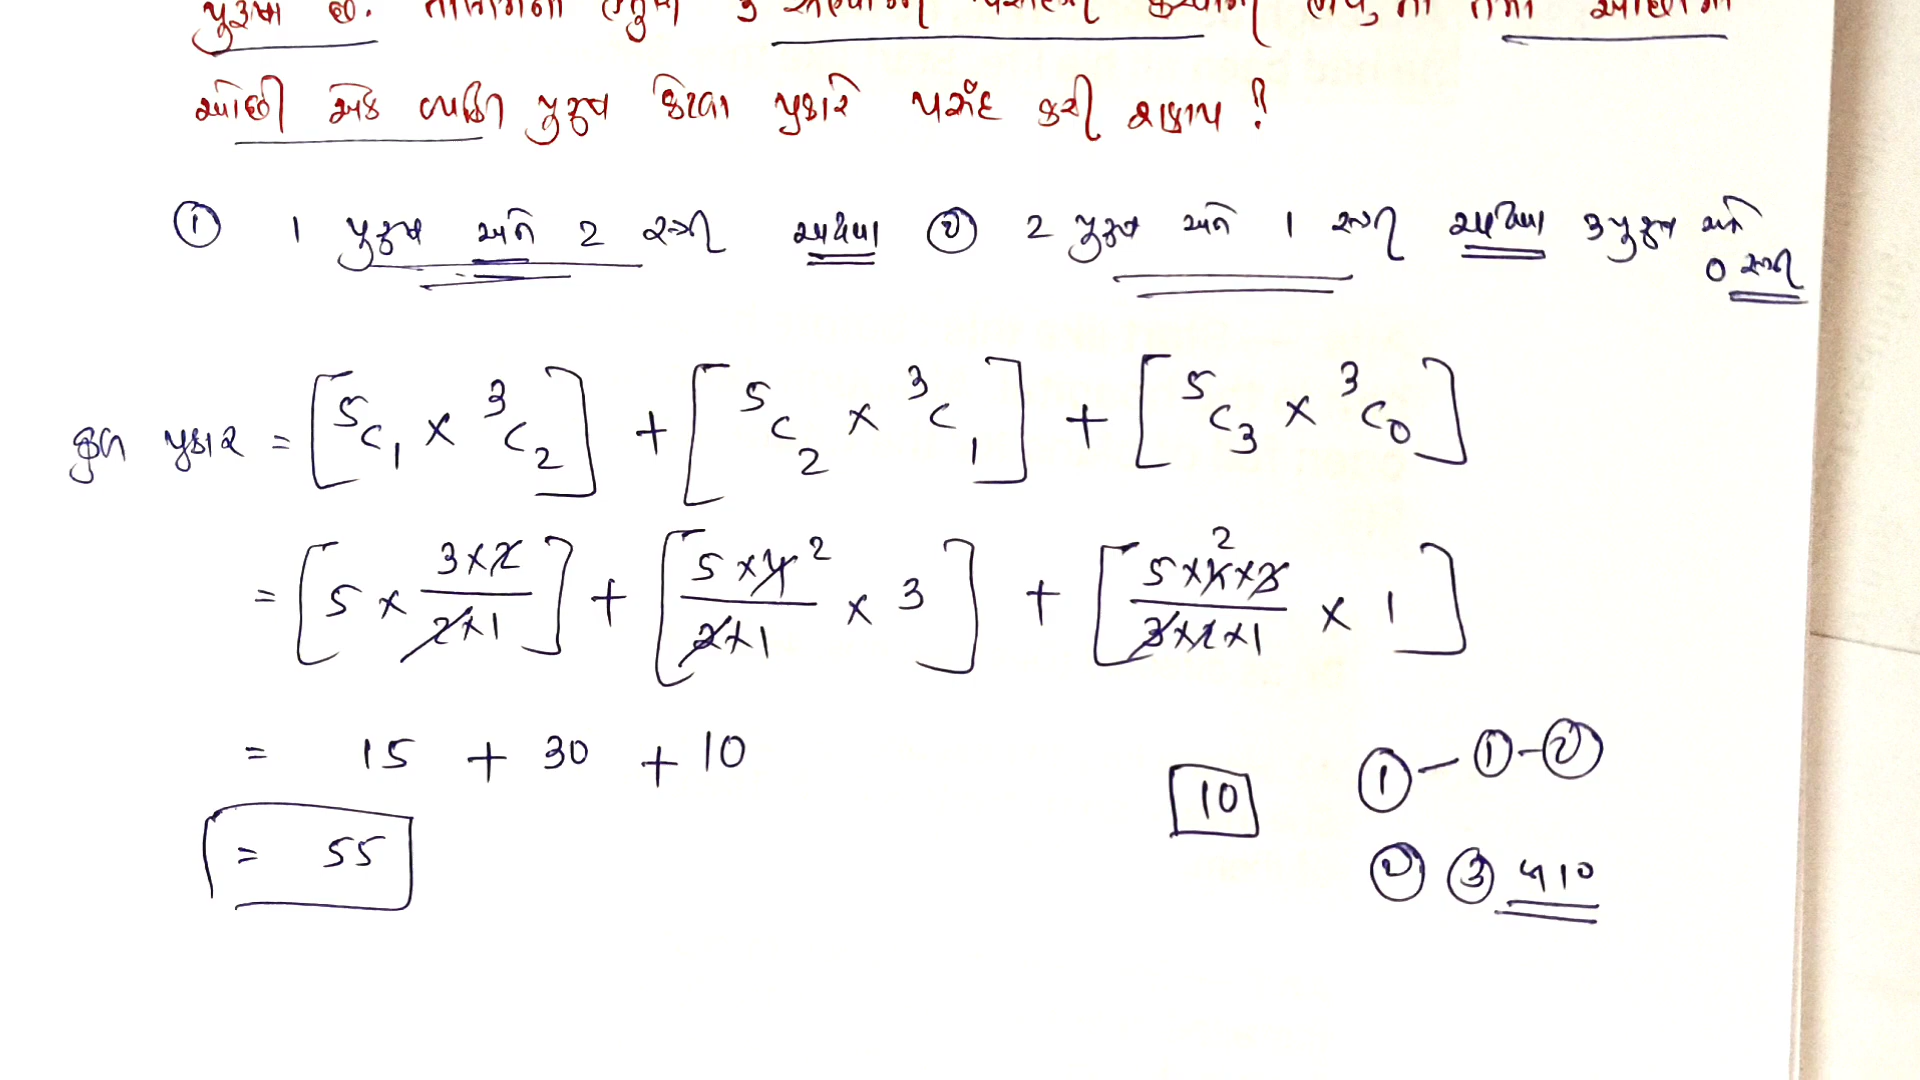 પુરૂષો છે.
ઓછી એક વ્યક્તિ પુરુષ કેટલા પ્રકારે પસંદ કરી શકાય ?
① 1 પુરુષ અને 2 સ્ત્રી અથવા ② 2 પુરુષ અને 1 સ્ત્રી અથવા 3 પુરુષ અને 0 સ્ત્રી
કુલ પ્રકાર = [⁵C₁ × ³C₂] + [⁵C₂ × ³C₁] + [⁵C₃ × ³C₀]
= [5 × (3×2)/(2×1)] + [(5×4)/(2×1) × 3] + [(5×4×3)/(3×2×1) × 1]
= 15 + 30 + 10
= 55
10
① – ① – ②
② ③